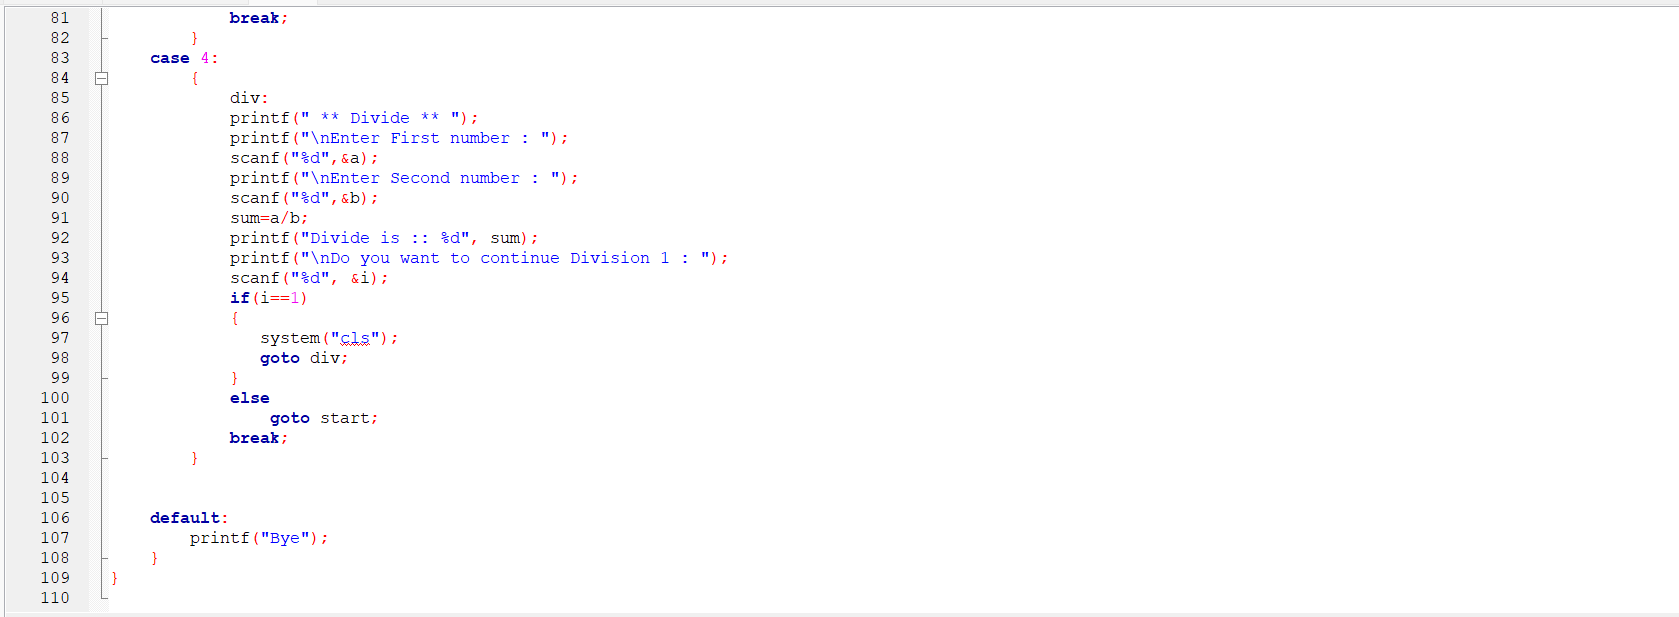 81 break;
82 }
83 case 4:
84 {
85 div:
86 printf(" ** Divide ** ");
87 printf("\nEnter First number : ");
88 scanf("%d",&a);
89 printf("\nEnter Second number : ");
90 scanf("%d",&b);
91 sum=a/b;
92 printf("Divide is :: %d", sum);
93 printf("\nDo you want to continue Division 1 : ");
94 scanf("%d", &i);
95 if(i==1)
96 {
97 system("cls");
98 goto div;
99 }
100 else
101 goto start;
102 break;
103 }
104
105
106 default:
107 printf("Bye");
108 }
109 }
110